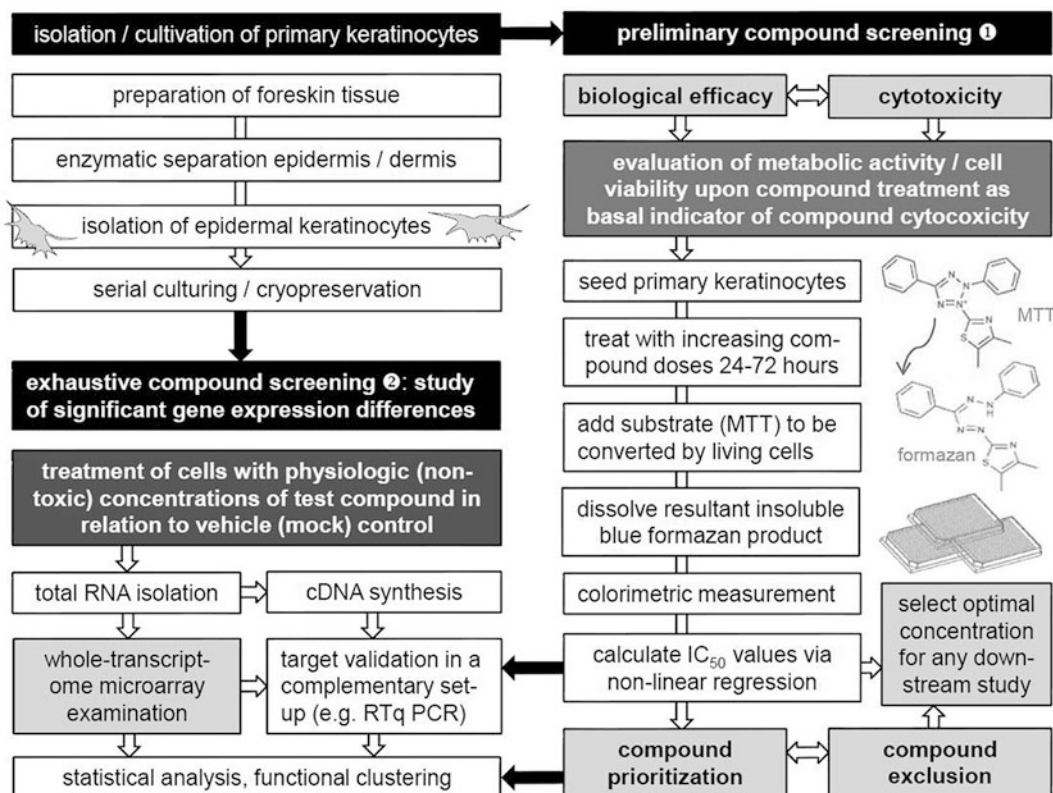 isolation / cultivation of primary keratinocytes
preparation of foreskin tissue
enzymatic separation epidermis / dermis
isolation of epidermal keratinocytes
serial culturing / cryopreservation
exhaustive compound screening ❷: study
of significant gene expression differences
treatment of cells with physiologic (non-
toxic) concentrations of test compound in
relation to vehicle (mock) control
total RNA isolation
cDNA synthesis
whole-transcript-
ome microarray
examination
target validation in a
complementary set-
up (e.g. RTq PCR)
statistical analysis, functional clustering
preliminary compound screening ❶
biological efficacy
cytotoxicity
evaluation of metabolic activity / cell
viability upon compound treatment as
basal indicator of compound cytocoxicity
seed primary keratinocytes
treat with increasing com-
pound doses 24-72 hours
add substrate (MTT) to be
converted by living cells
dissolve resultant insoluble
blue formazan product
colorimetric measurement
calculate IC50 values via
non-linear regression
compound
prioritization
compound
exclusion
select optimal
concentration
for any down-
stream study
N
N
N
N+
N
S
MTT
N
N
H
N
N
N
S
formazan